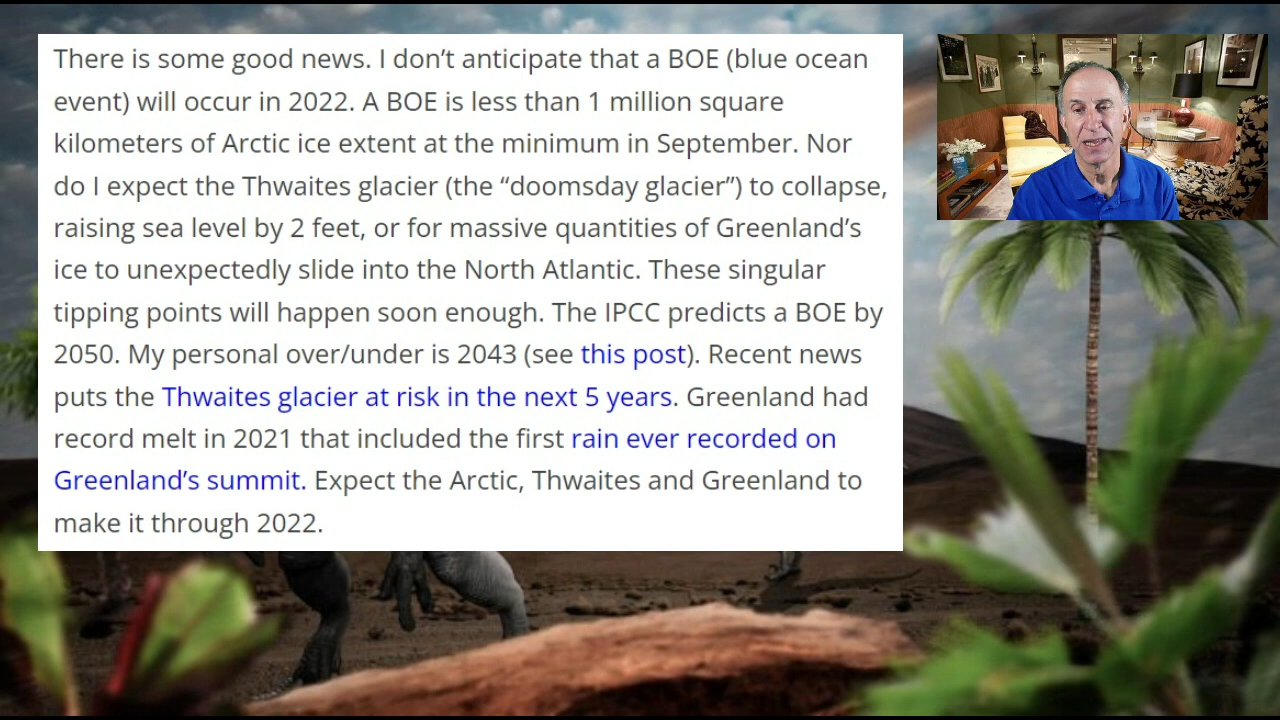 There is some good news. I don’t anticipate that a BOE (blue ocean
event) will occur in 2022. A BOE is less than 1 million square
kilometers of Arctic ice extent at the minimum in September. Nor
do I expect the Thwaites glacier (the “doomsday glacier”) to collapse,
raising sea level by 2 feet, or for massive quantities of Greenland’s
ice to unexpectedly slide into the North Atlantic. These singular
tipping points will happen soon enough. The IPCC predicts a BOE by
2050. My personal over/under is 2043 (see this post). Recent news
puts the Thwaites glacier at risk in the next 5 years. Greenland had
record melt in 2021 that included the first rain ever recorded on
Greenland’s summit. Expect the Arctic, Thwaites and Greenland to
make it through 2022.